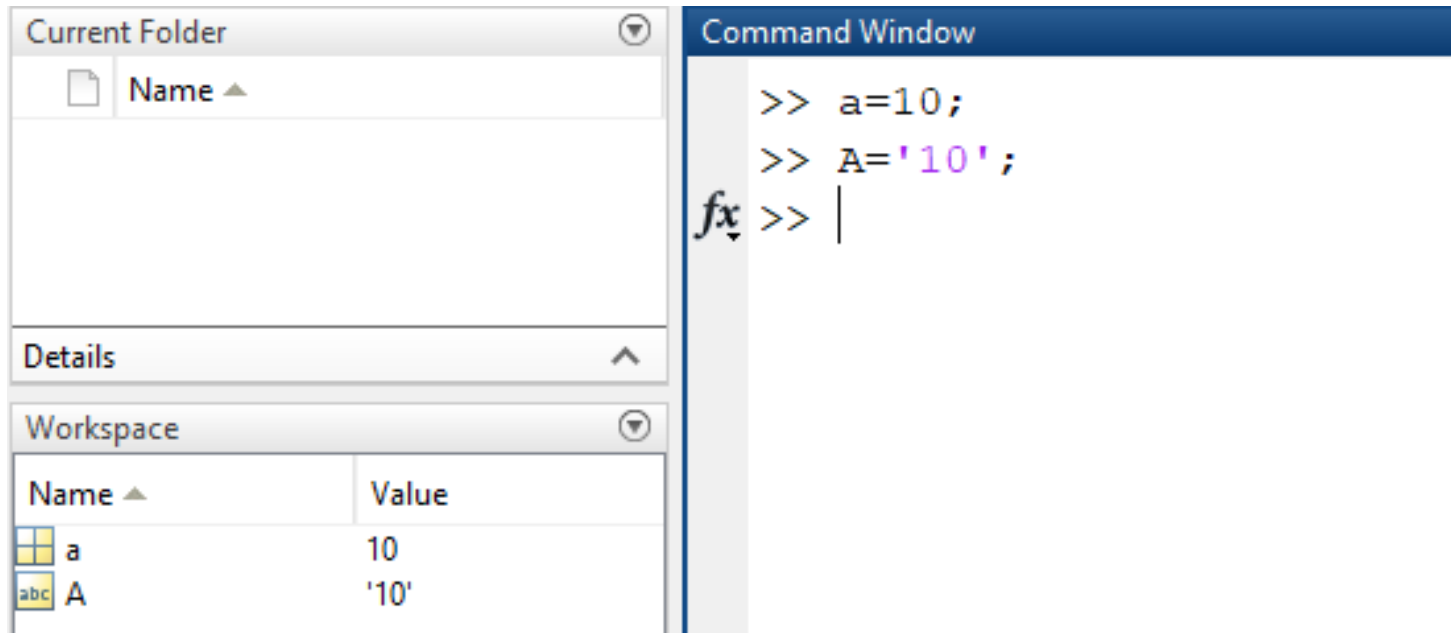 Current Folder
Name
Details
Workspace
Name Value
a 10
abc A '10'
Command Window
>> a=10;
>> A='10';
fx >>